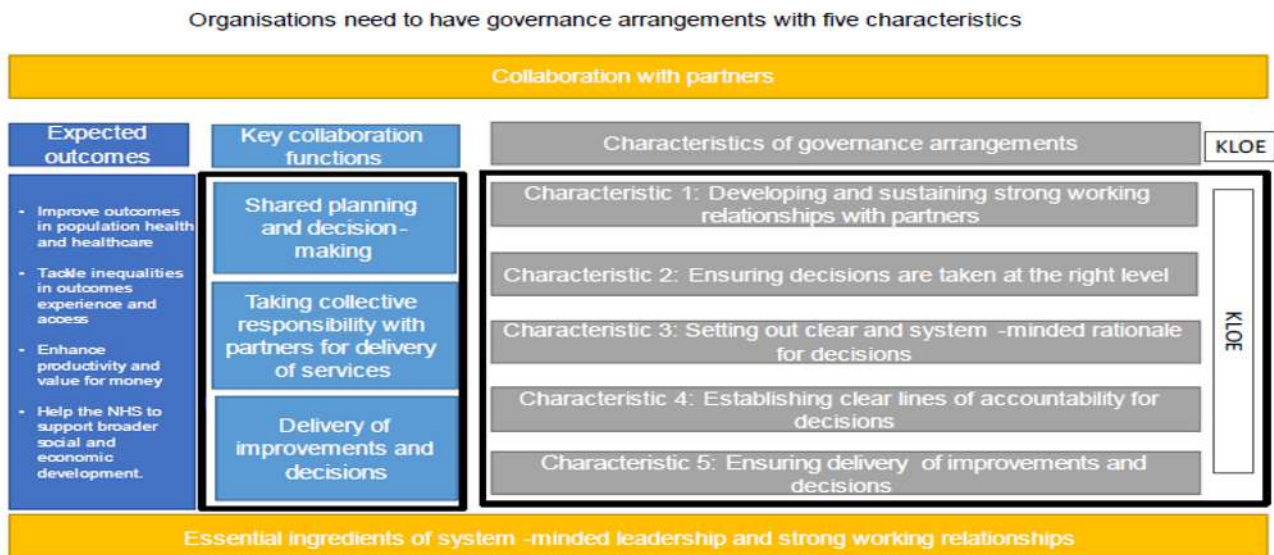 Organisations need to have governance arrangements with five characteristics
Collaboration with partners
Expected
outcomes
Key collaboration
functions
Characteristics of governance arrangements
KLOE
• Improve outcomes
in population health
and healthcare
• Tackle inequalities
in outcomes
experience and
access
• Enhance
productivity and
value for money
• Help the NHS to
support broader
social and
economic
development.
Shared planning
and decision-
making
Taking collective
responsibility with
partners for delivery
of services
Delivery of
improvements and
decisions
Characteristic 1: Developing and sustaining strong working
relationships with partners
Characteristic 2: Ensuring decisions are taken at the right level
Characteristic 3: Setting out clear and system -minded rationale
for decisions
Characteristic 4: Establishing clear lines of accountability for
decisions
Characteristic 5: Ensuring delivery of improvements and
decisions
KLOE
Essential ingredients of system -minded leadership and strong working relationships